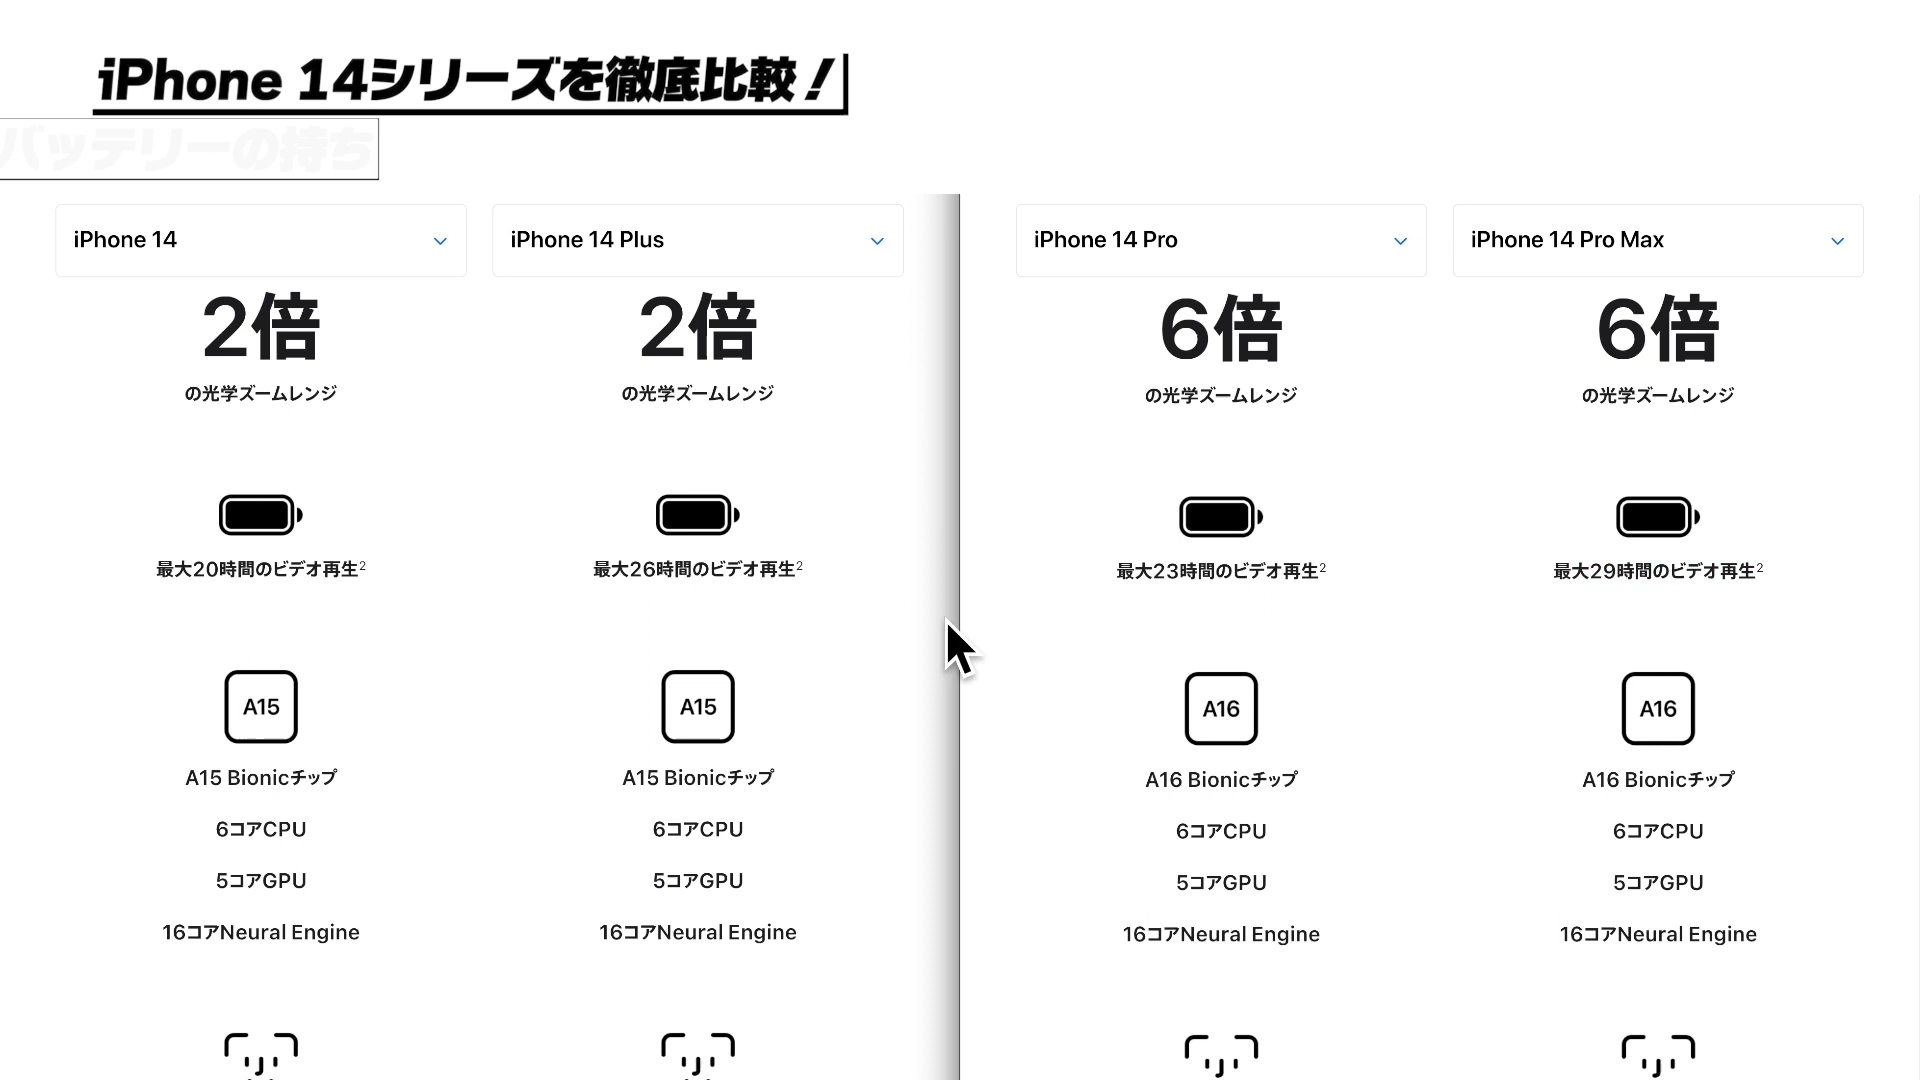 iPhone 14シリーズを徹底比較！
バッテリーの持ち
iPhone 14
iPhone 14 Plus
iPhone 14 Pro
iPhone 14 Pro Max
2倍
2倍
6倍
6倍
の光学ズームレンジ
の光学ズームレンジ
の光学ズームレンジ
の光学ズームレンジ
最大20時間のビデオ再生2
最大26時間のビデオ再生2
最大23時間のビデオ再生2
最大29時間のビデオ再生2
A15
A15
A16
A16
A15 Bionicチップ
A15 Bionicチップ
A16 Bionicチップ
A16 Bionicチップ
6コアCPU
6コアCPU
6コアCPU
6コアCPU
5コアGPU
5コアGPU
5コアGPU
5コアGPU
16コアNeural Engine
16コアNeural Engine
16コアNeural Engine
16コアNeural Engine